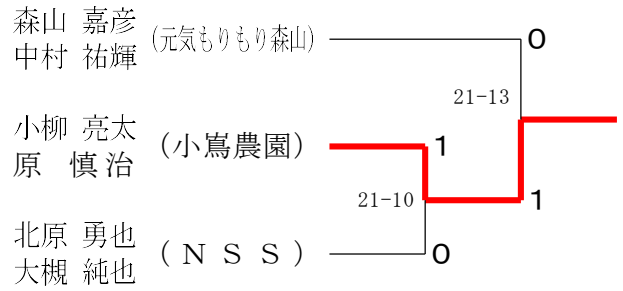 森山 嘉彦
中村 祐輝
(元気もりもり森山)
0
21-13
小柳 亮太
原 慎治
(小嶌農園)
1
21-10
1
北原 勇也
大槻 純也
(NSS)
0